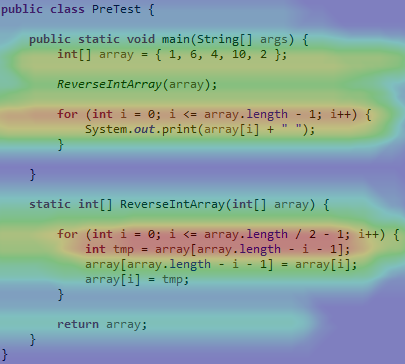 public class PreTest {
public static void main(String[] args) {
int[] array = { 1, 6, 4, 10, 2 };
ReverseIntArray(array);
for (int i = 0; i <= array.length - 1; i++) {
System.out.print(array[i] + " ");
}
}
static int[] ReverseIntArray(int[] array) {
for (int i = 0; i <= array.length / 2 - 1; i++) {
int tmp = array[array.length - i - 1];
array[array.length - i - 1] = array[i];
array[i] = tmp;
}
return array;
}
}